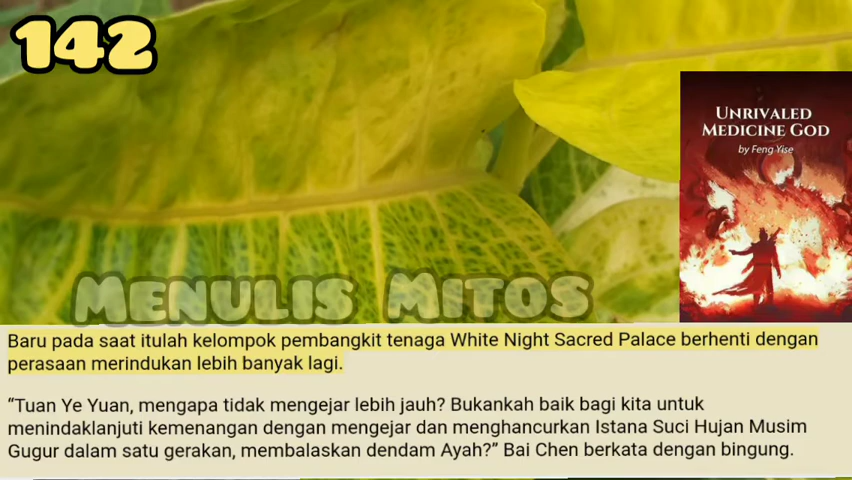 142
UNRIVALED
MEDICINE GOD
by Feng Yise
MENULIS MITOS
Baru pada saat itulah kelompok pembangkit tenaga White Night Sacred Palace berhenti dengan
perasaan merindukan lebih banyak lagi.
“Tuan Ye Yuan, mengapa tidak mengejar lebih jauh? Bukankah baik bagi kita untuk
menindaklanjuti kemenangan dengan mengejar dan menghancurkan Istana Suci Hujan Musim
Gugur dalam satu gerakan, membalaskan dendam Ayah?” Bai Chen berkata dengan bingung.